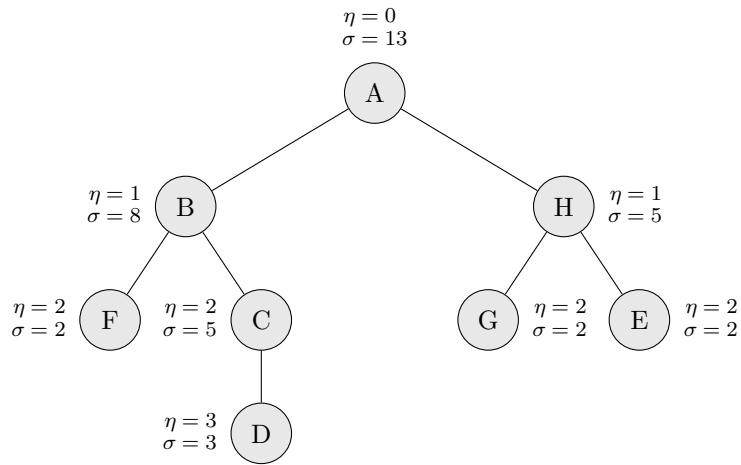 η = 0
σ = 13
A
η = 1
σ = 8
B
H
η = 1
σ = 5
η = 2
σ = 2
F
η = 2
σ = 5
C
G
η = 2
σ = 2
E
η = 2
σ = 2
η = 3
σ = 3
D